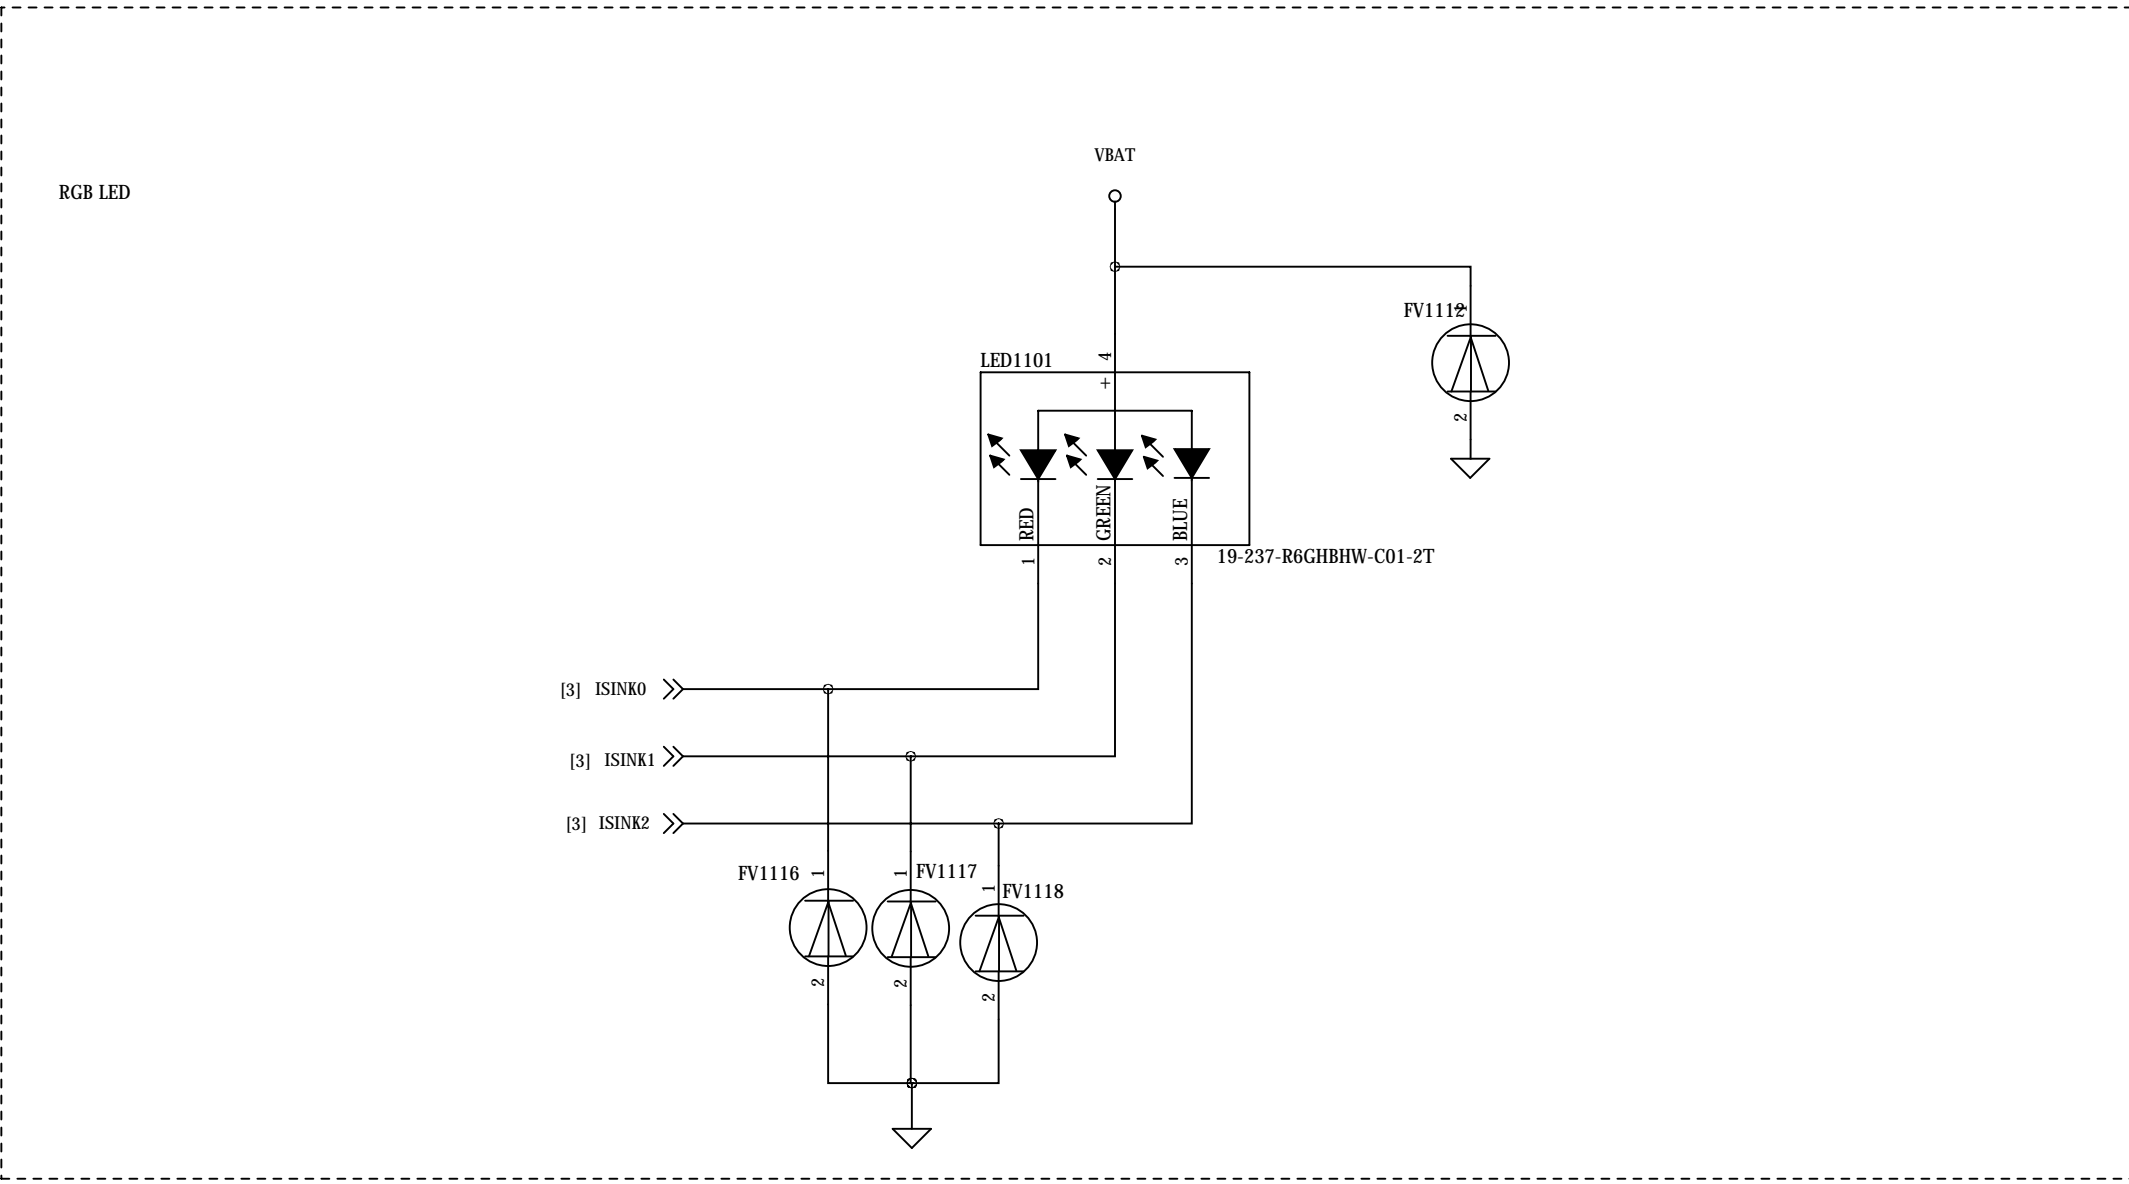 VBAT
RGB LED
FV1112
1
LED1101
4
+
2
RED
GREEN
BLUE
1
2
3
19-237-R6GHBHW-C01-2T
[3] ISINK0
[3] ISINK1
[3] ISINK2
FV1116
1
1
FV1117
1
FV1118
2
2
2